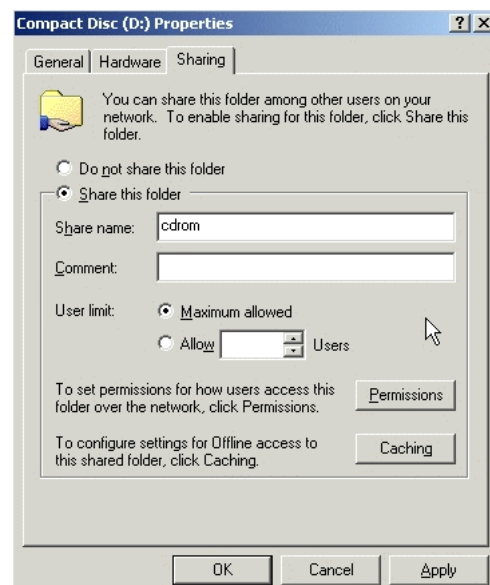 Compact Disc (D:) Properties
General Hardware Sharing
You can share this folder among other users on your
network. To enable sharing for this folder, click Share this
folder.
Do not share this folder
Share this folder
Share name: cdrom
Comment:
User limit: Maximum allowed
Allow Users
To set permissions for how users access this
folder over the network, click Permissions.
Permissions
To configure settings for Offline access to
this shared folder, click Caching.
Caching
OK Cancel Apply